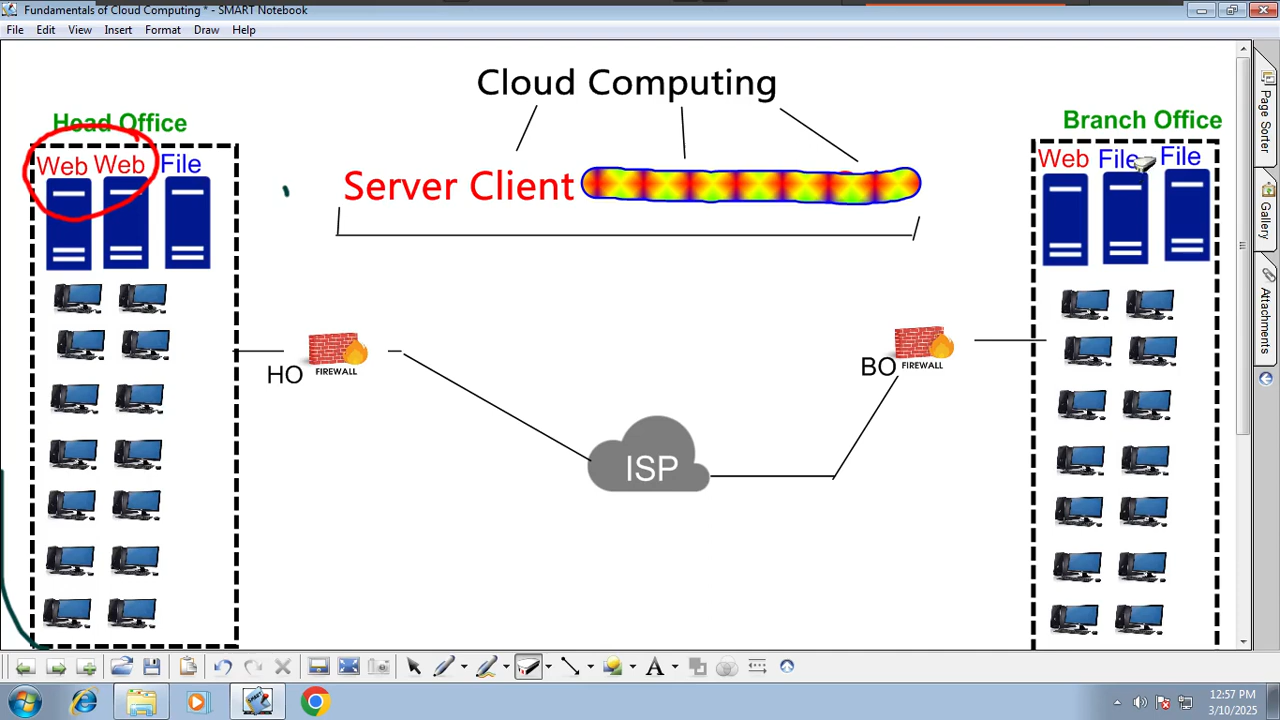 Fundamentals of Cloud Computing * - SMART Notebook
File Edit View Insert Format Draw Help
Cloud Computing
Head Office
Branch Office
Web Web File
Web File File
Server Client
HO
FIREWALL
BO
FIREWALL
ISP
Page Sorter
Gallery
Attachments
A
12:57 PM
3/10/2025